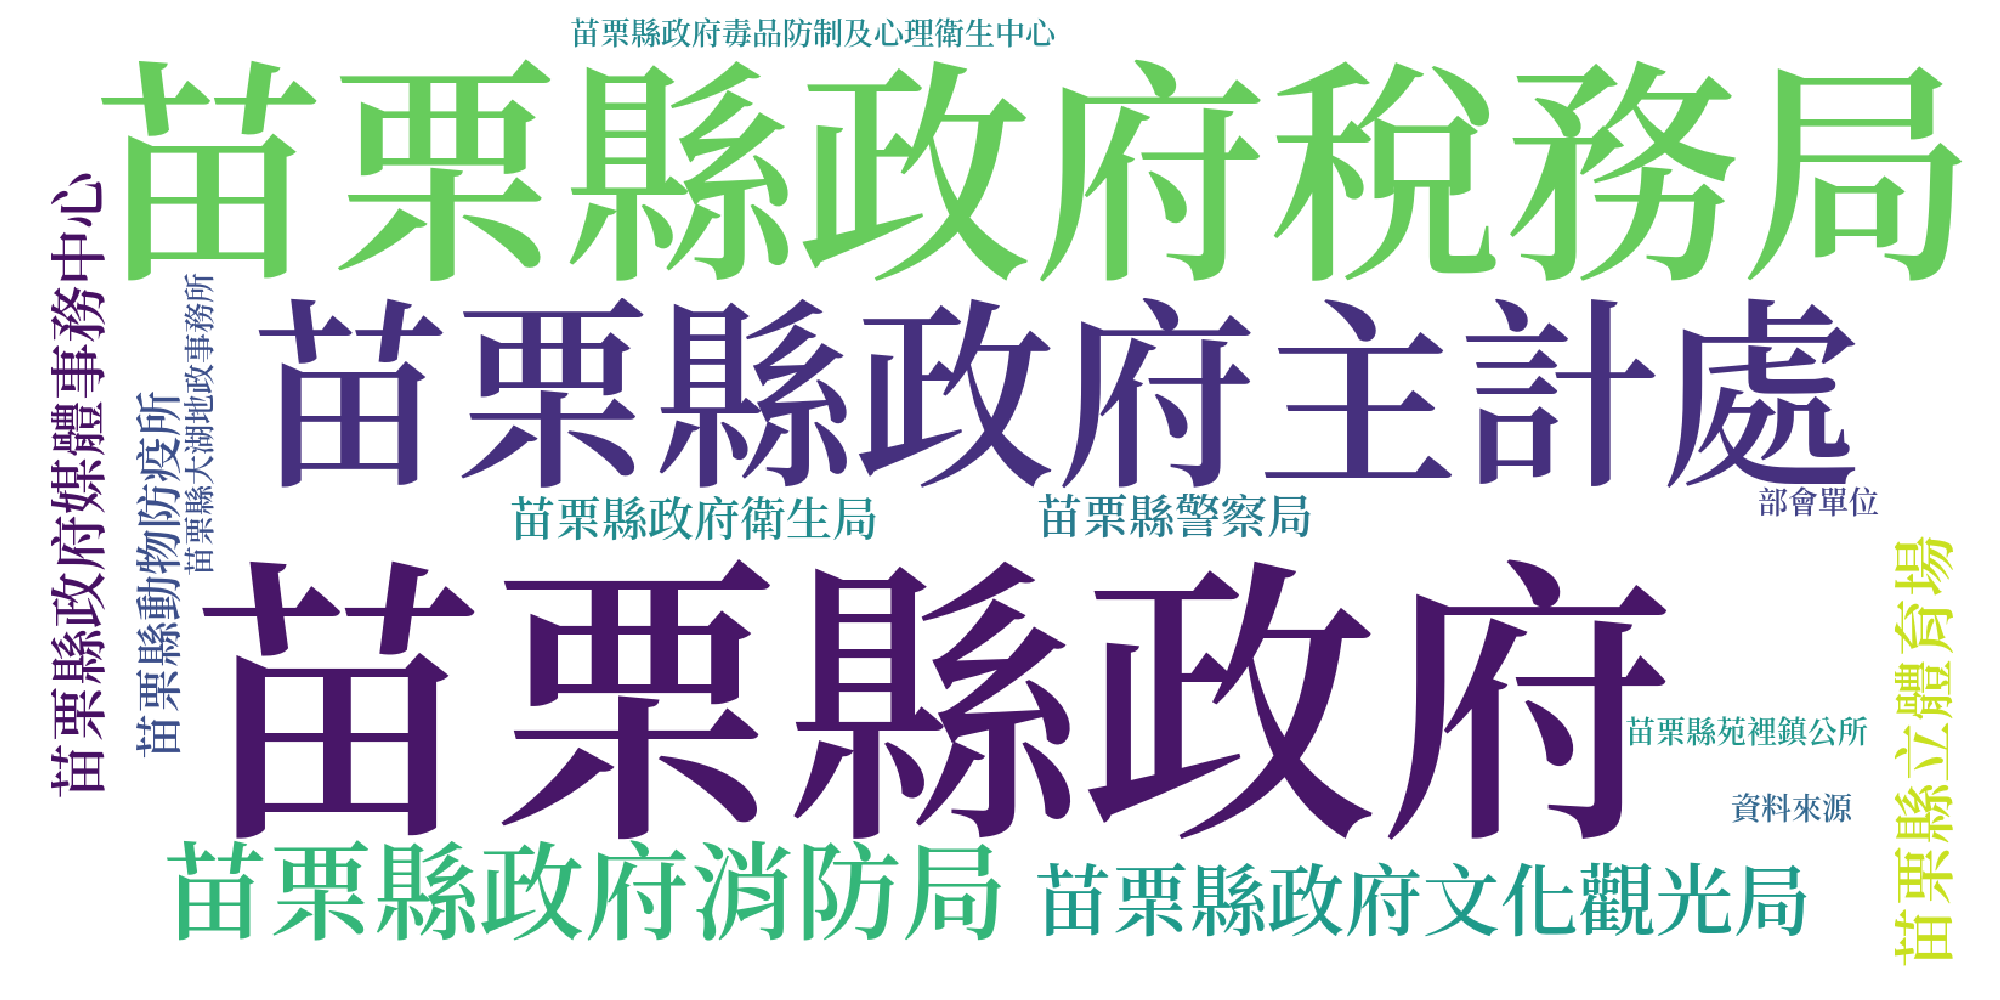 苗栗縣政府毒品防制及心理衛生中心
苗栗縣政府稅務局
苗栗縣政府媒體事務中心
苗栗縣大湖地政事務所
苗栗縣政府主計處
苗栗縣動物防疫所
部會單位
苗栗縣政府衛生局
苗栗縣警察局
苗栗縣立體育場
苗栗縣政府
苗栗縣苑裡鎮公所
資料來源
苗栗縣政府消防局
苗栗縣政府文化觀光局